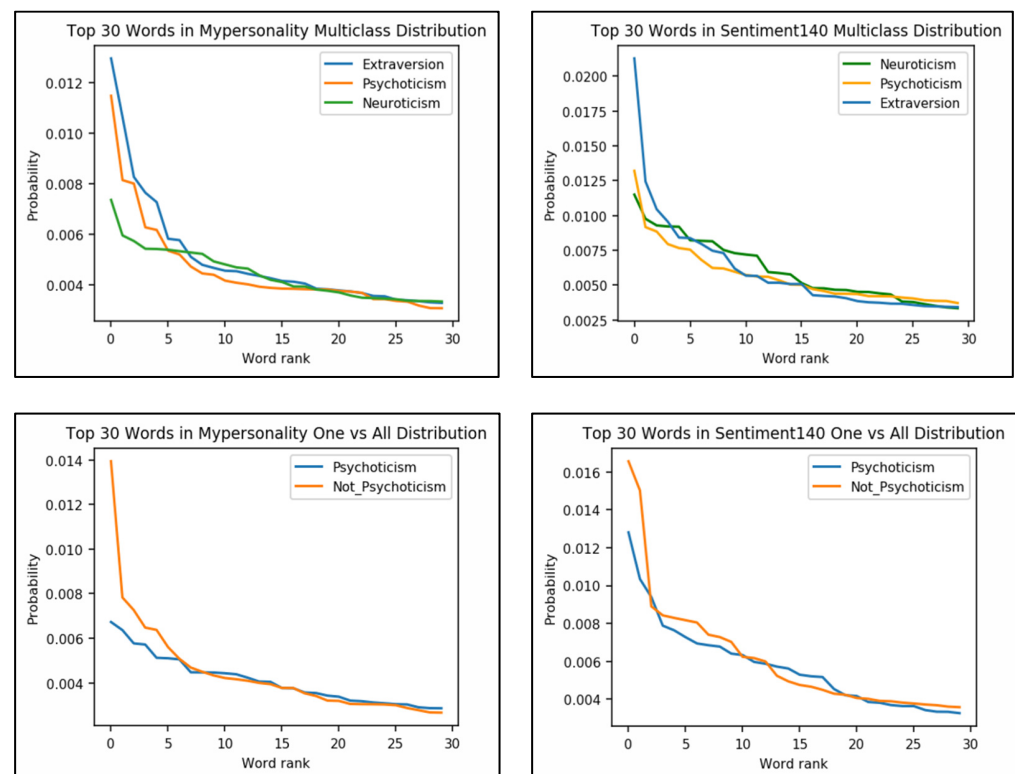 Top 30 Words in Mypersonality Multiclass Distribution
Extraversion
Psychoticism
Neuroticism
0.012
0.010
0.008
0.006
0.004
Probability
0 5 10 15 20 25 30
Word rank
Top 30 Words in Sentiment140 Multiclass Distribution
Neuroticism
Psychoticism
Extraversion
0.0200
0.0175
0.0150
0.0125
0.0100
0.0075
0.0050
0.0025
Probability
0 5 10 15 20 25 30
Word rank
Top 30 Words in Mypersonality One vs All Distribution
Psychoticism
Not_Psychoticism
0.014
0.012
0.010
0.008
0.006
0.004
Probability
0 5 10 15 20 25 30
Word rank
Top 30 Words in Sentiment140 One vs All Distribution
Psychoticism
Not_Psychoticism
0.016
0.014
0.012
0.010
0.008
0.006
0.004
Probability
0 5 10 15 20 25 30
Word rank